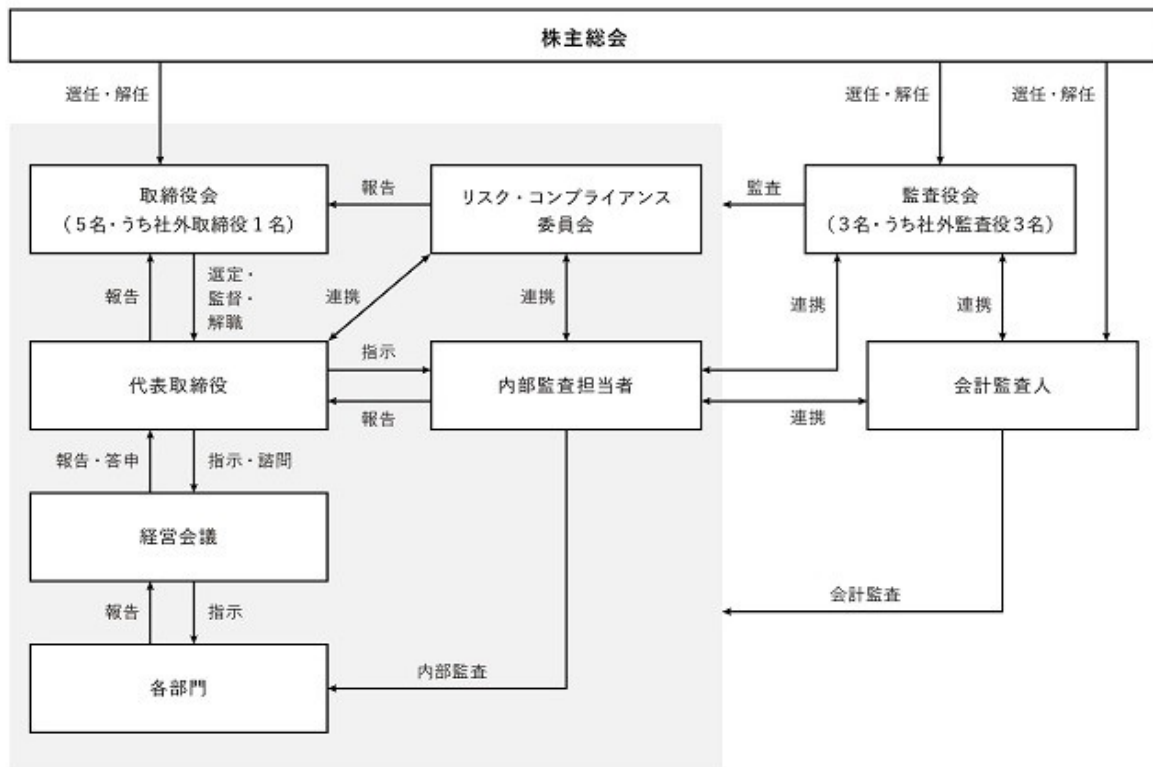 株主総会
選任・解任
選任・解任
選任・解任
取締役会
（5名・うち社外取締役1名）
報告
リスク・コンプライアンス
委員会
監査
監査役会
（3名・うち社外監査役3名）
報告
選定・
監督・
解職
連携
連携
連携
連携
代表取締役
指示
報告
内部監査担当者
連携
会計監査人
報告・答申
指示・諮問
経営会議
報告
指示
会計監査
各部門
内部監査